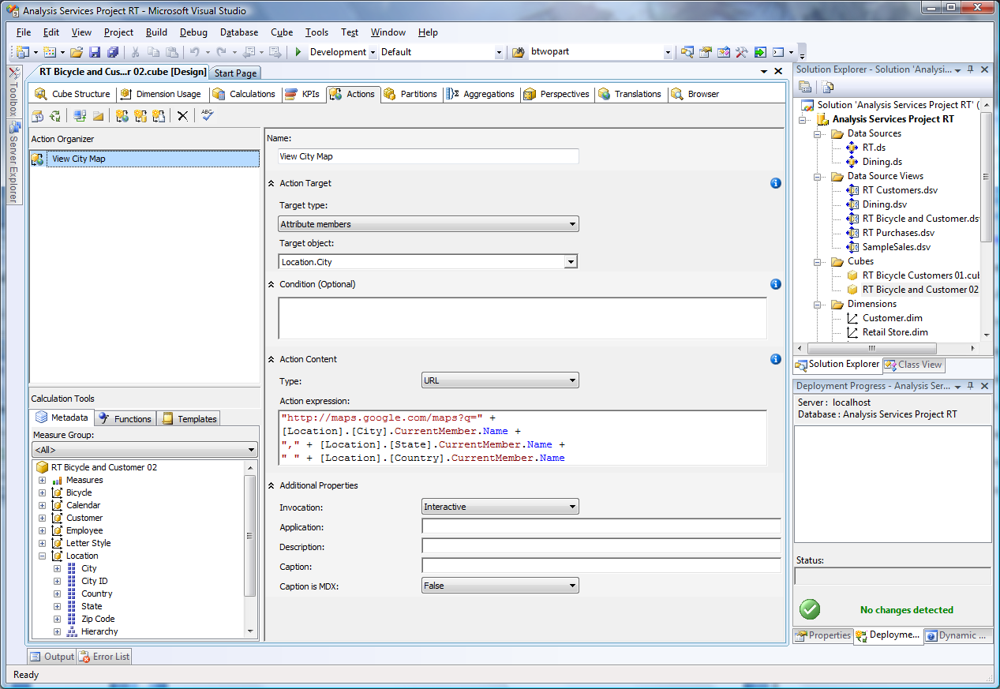 Analysis Services Project RT - Microsoft Visual Studio
File Edit View Project Build Debug Database Cube Tools Test Window Help
Development Default btwopart
Toolbox
Server Explorer
RT Bicycle and Cus...r 02.cube [Design] Start Page
Cube Structure Dimension Usage Calculations KPIs Actions Partitions Aggregations Perspectives Translations Browser
Action Organizer
View City Map
Calculation Tools
Metadata Functions Templates
Measure Group:
<All>
RT Bicycle and Customer 02
Measures
Bicycle
Calendar
Customer
Employee
Letter Style
Location
City
City ID
Country
State
Zip Code
Hierarchy
Name:
View City Map
Action Target
Target type:
Attribute members
Target object:
Location.City
Condition (Optional)
Action Content
Type: URL
Action expression:
"http://maps.google.com/maps?q=" +
[Location].[City].CurrentMember.Name +
"," + [Location].[State].CurrentMember.Name +
" " + [Location].[Country].CurrentMember.Name
Additional Properties
Invocation: Interactive
Application:
Description:
Caption:
Caption is MDX: False
Solution Explorer - Solution 'Analysi...
Solution 'Analysis Services Project RT' (
Analysis Services Project RT
Data Sources
RT.ds
Dining.ds
Data Source Views
RT Customers.dsv
Dining.dsv
RT Bicycle and Customer.ds
RT Purchases.dsv
SampleSales.dsv
Cubes
RT Bicycle Customers 01.cub
RT Bicycle and Customer 02
Dimensions
Customer.dim
Retail Store.dim
Solution Explorer Class View
Deployment Progress - Analysis Ser...
Server : localhost
Database : Analysis Services Project RT
Status:
No changes detected
Properties Deployme... Dynamic ...
Output Error List
Ready